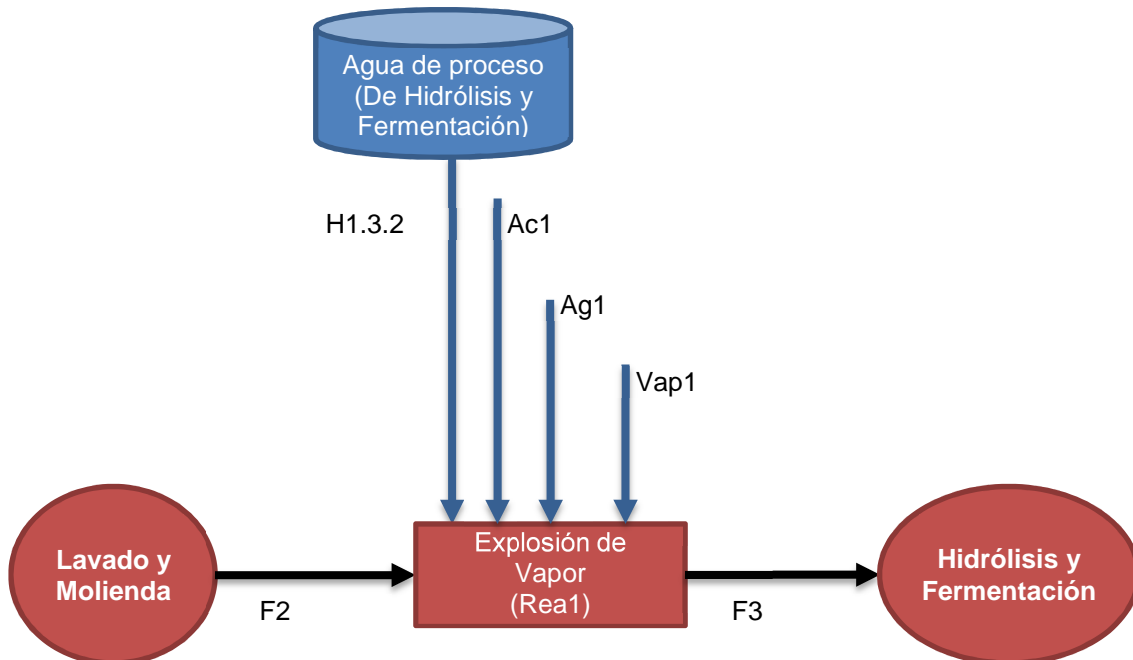 Agua de proceso
(De Hidrólisis y
Fermentación)
H1.3.2
Ac1
Ag1
Vap1
Lavado y
Molienda
F2
Explosión de
Vapor
(Rea1)
F3
Hidrólisis y
Fermentación